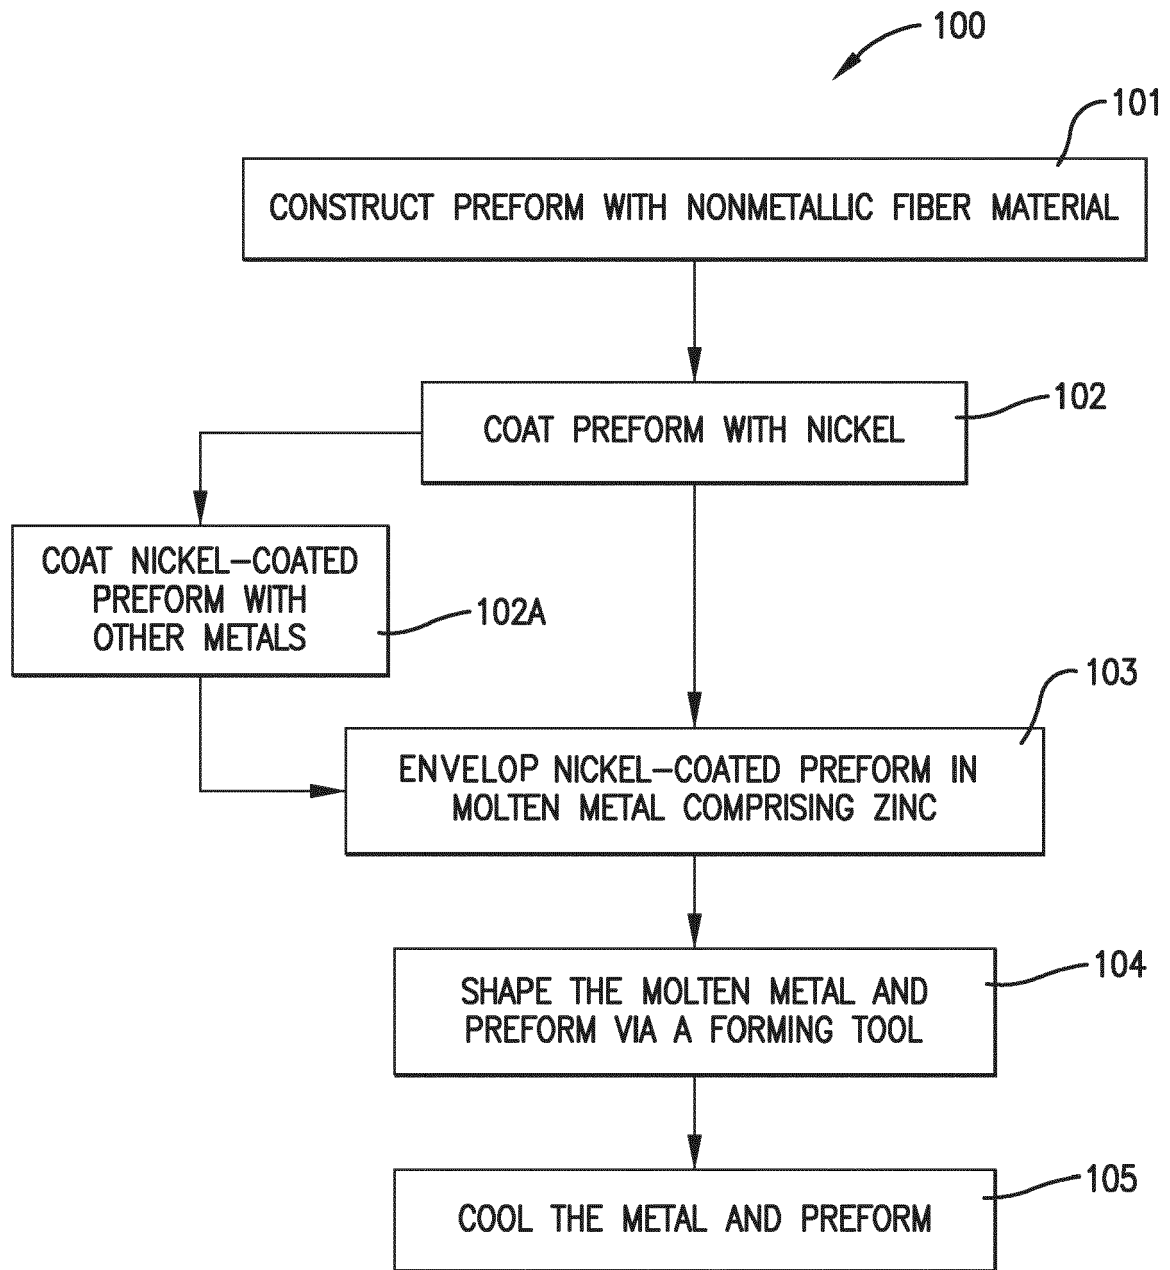 100
101
CONSTRUCT PREFORM WITH NONMETALLIC FIBER MATERIAL
102
COAT PREFORM WITH NICKEL
COAT NICKEL-COATED
PREFORM WITH
OTHER METALS
102A
103
ENVELOP NICKEL-COATED PREFORM IN
MOLTEN METAL COMPRISING ZINC
104
SHAPE THE MOLTEN METAL AND
PREFORM VIA A FORMING TOOL
105
COOL THE METAL AND PREFORM